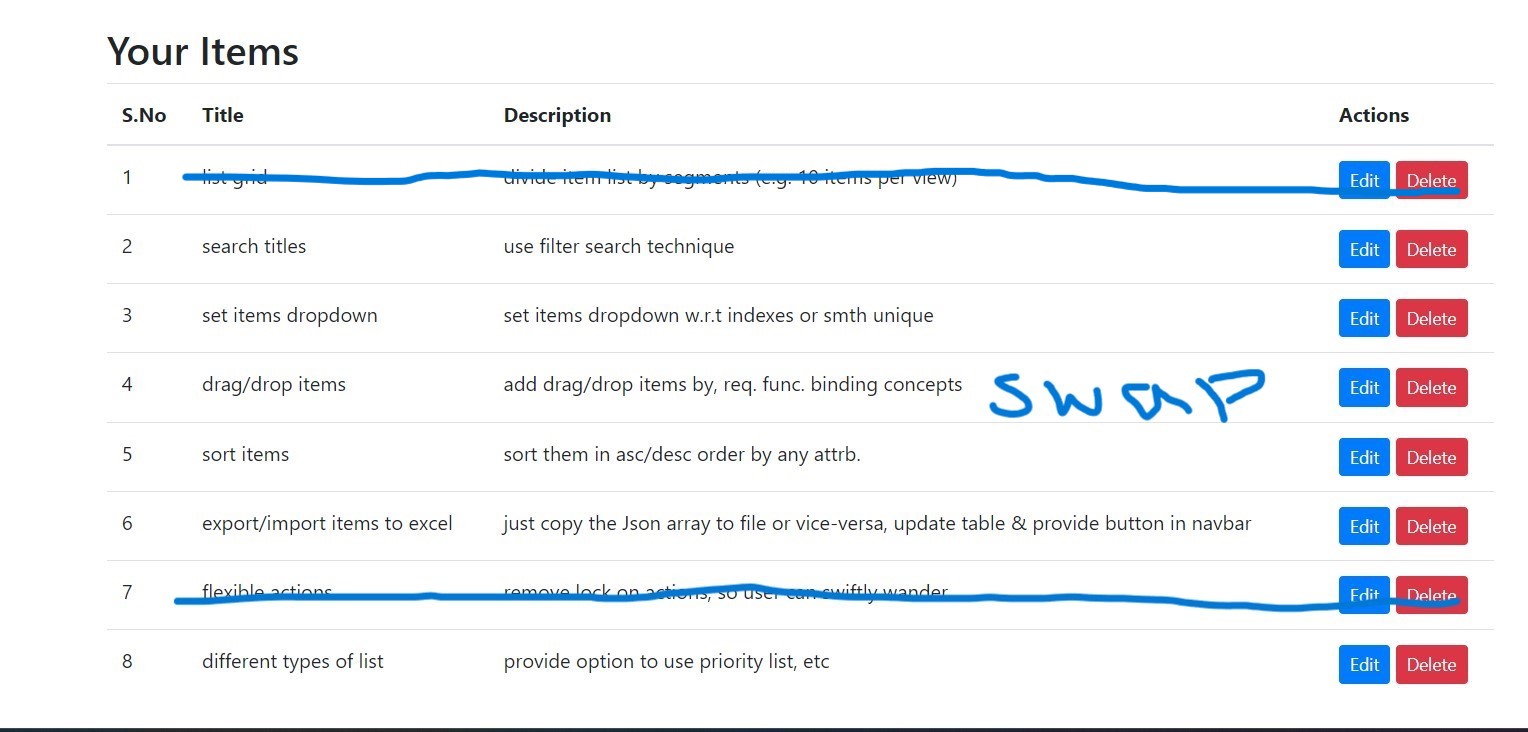 Your Items
S.No Title Description Actions
1 list grid divide item list by segments (e.g. 10 items per view) Edit Delete
2 search titles use filter search technique Edit Delete
3 set items dropdown set items dropdown w.r.t indexes or smth unique Edit Delete
4 drag/drop items add drag/drop items by, req. func. binding concepts swap Edit Delete
5 sort items sort them in asc/desc order by any attrb. Edit Delete
6 export/import items to excel just copy the Json array to file or vice-versa, update table & provide button in navbar Edit Delete
7 flexible actions remove lock on actions, so user can swiftly wander Edit Delete
8 different types of list provide option to use priority list, etc Edit Delete